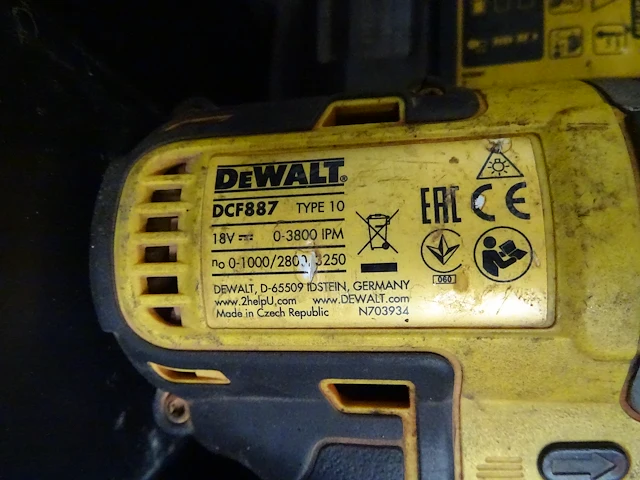 DEWALT®
DCF887 TYPE 10
18V 0-3800 IPM
n₀ 0-1000/2800/3250
DEWALT, D-65509 IDSTEIN, GERMANY
www.2helpU.com www.DEWALT.com
Made in Czech Republic N703934
EAC CE
060